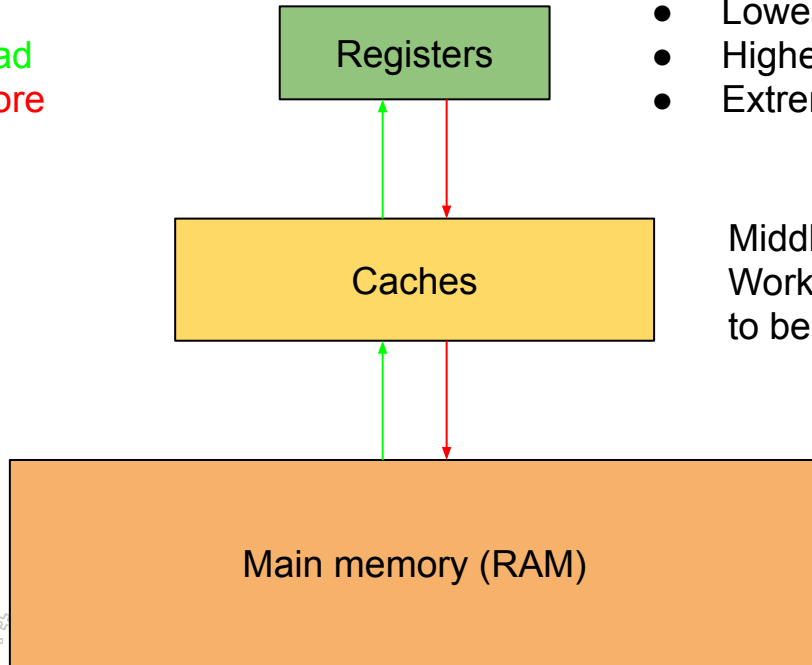 ad
ore
Registers
● Lowe
● Highe
● Extre
Caches
Middl
Work
to be
Main memory (RAM)